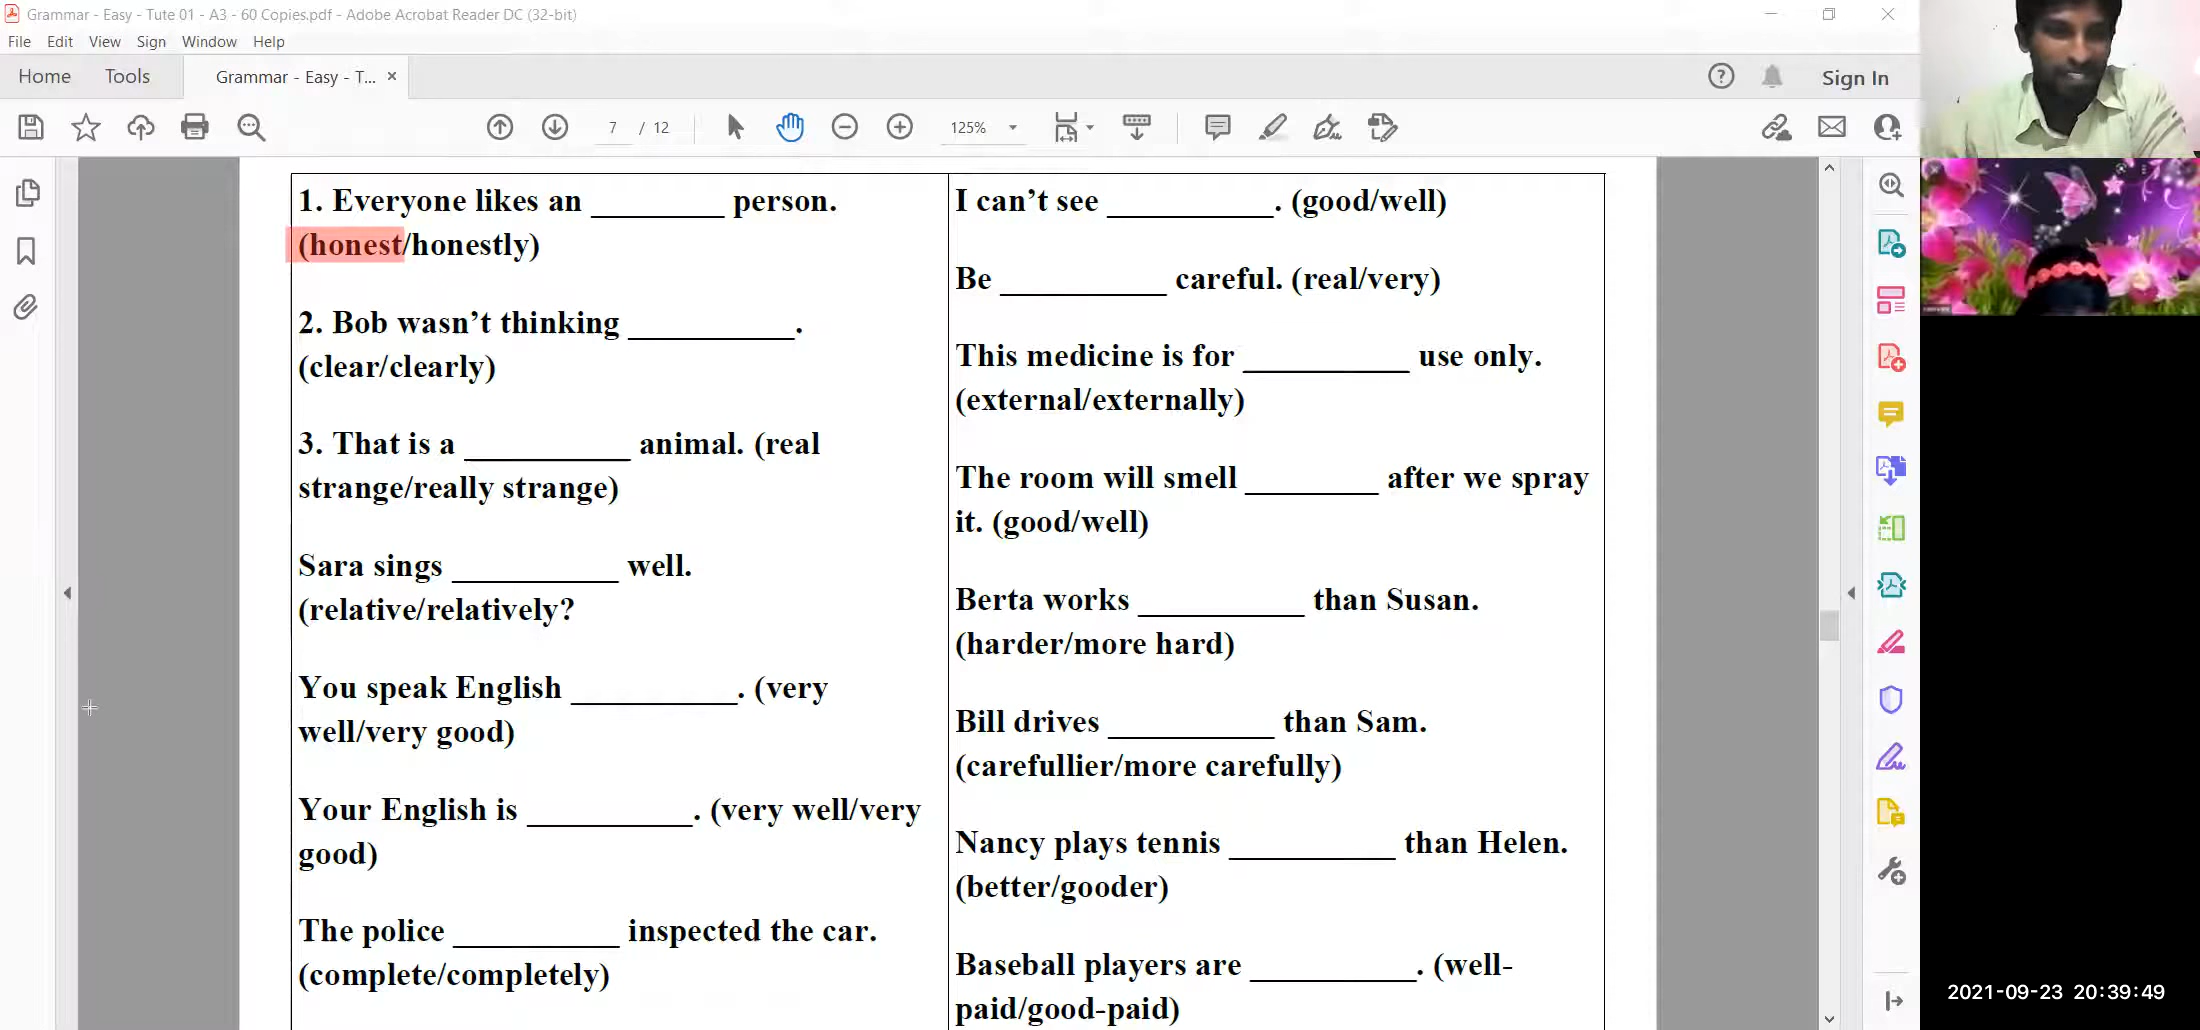 Grammar - Easy - Tute 01 - A3 - 60 Copies.pdf - Adobe Acrobat Reader DC (32-bit)
File Edit View Sign Window Help
Home Tools Grammar - Easy - T... × Sign In
7 / 12 125%
1. Everyone likes an ________ person.
(honest/honestly)
2. Bob wasn’t thinking __________.
(clear/clearly)
3. That is a __________ animal. (real
strange/really strange)
Sara sings __________ well.
(relative/relatively?
You speak English __________. (very
well/very good)
Your English is __________. (very well/very
good)
The police __________ inspected the car.
(complete/completely)
I can’t see __________. (good/well)
Be __________ careful. (real/very)
This medicine is for __________ use only.
(external/externally)
The room will smell ________ after we spray
it. (good/well)
Berta works __________ than Susan.
(harder/more hard)
Bill drives __________ than Sam.
(carefullier/more carefully)
Nancy plays tennis __________ than Helen.
(better/gooder)
Baseball players are __________. (well-
paid/good-paid)
2021-09-23 20:39:49